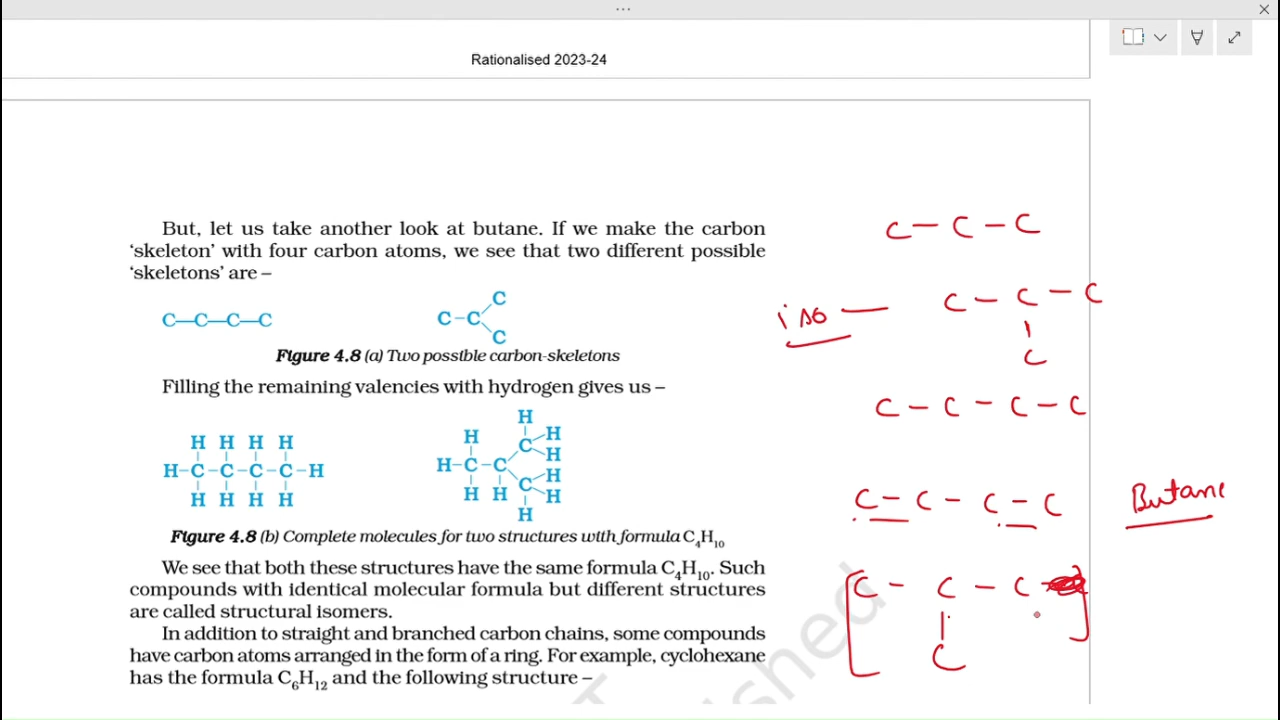 Rationalised 2023-24
But, let us take another look at butane. If we make the carbon
‘skeleton’ with four carbon atoms, we see that two different possible
‘skeletons’ are –
C—C—C—C
C
C–C
C
Figure 4.8 (a) Two possible carbon-skeletons
Filling the remaining valencies with hydrogen gives us –
H H H H
H–C–C–C–C–H
H H H H
H
H C H
H
H–C–C
H H C H
H
H
Figure 4.8 (b) Complete molecules for two structures with formula C₄H₁₀
We see that both these structures have the same formula C₄H₁₀. Such
compounds with identical molecular formula but different structures
are called structural isomers.
In addition to straight and branched carbon chains, some compounds
have carbon atoms arranged in the form of a ring. For example, cyclohexane
has the formula C₆H₁₂ and the following structure –
C – C – C
iso — C – C – C
C
C – C – C – C
C – C – C – C Butane
C – C – C
C
shed